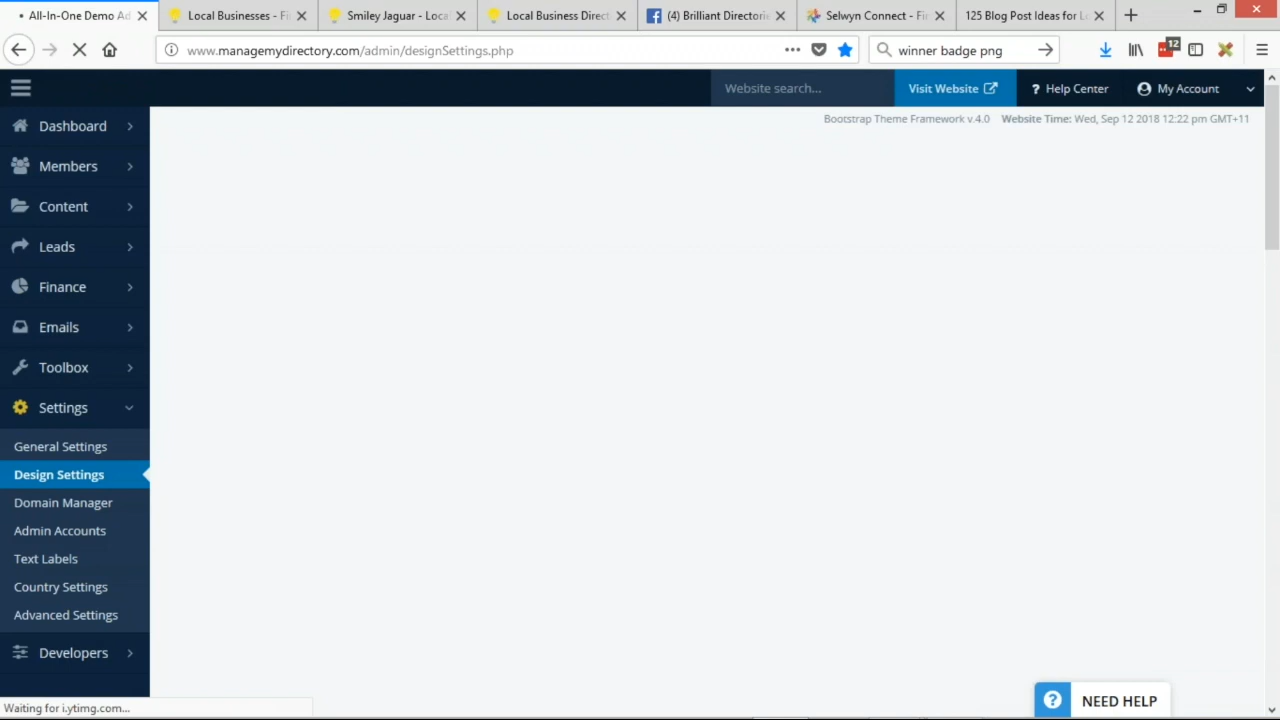 All-In-One Demo Ad
Local Businesses - Fi
Smiley Jaguar - Loca
Local Business Direct
(4) Brilliant Directorie
Selwyn Connect - Fin
125 Blog Post Ideas for Lo
www.managemydirectory.com/admin/designSettings.php
winner badge png
12
Website search...
Visit Website
? Help Center
My Account
Bootstrap Theme Framework v.4.0 Website Time: Wed, Sep 12 2018 12:22 pm GMT+11
Dashboard
Members
Content
Leads
Finance
Emails
Toolbox
Settings
General Settings
Design Settings
Domain Manager
Admin Accounts
Text Labels
Country Settings
Advanced Settings
Developers
Waiting for i.ytimg.com...
? NEED HELP